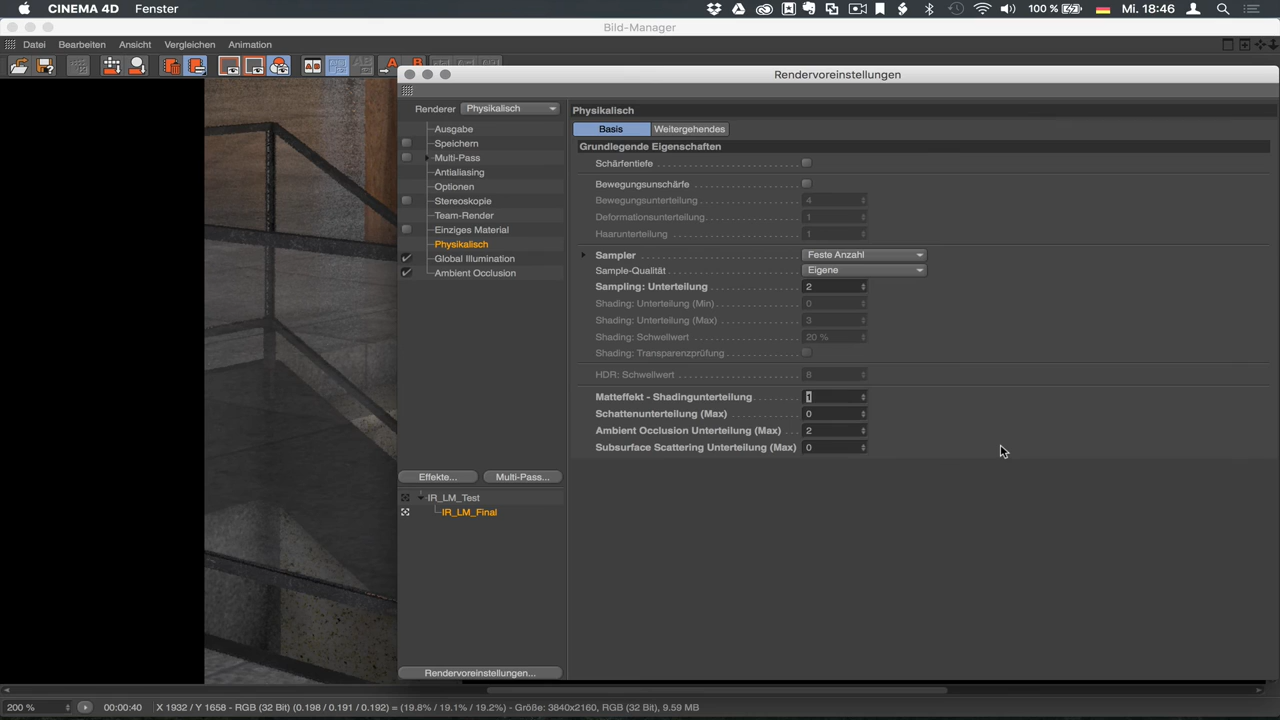 CINEMA 4D Fenster 100 % Mi. 18:46
Bild-Manager
Datei Bearbeiten Ansicht Vergleichen Animation
Rendervoreinstellungen
Renderer Physikalisch
Ausgabe
Speichern
Multi-Pass
Antialiasing
Optionen
Stereoskopie
Team-Render
Einziges Material
Physikalisch
Global Illumination
Ambient Occlusion
Effekte... Multi-Pass...
IR_LM_Test
IR_LM_Final
Rendervoreinstellungen...
Physikalisch
Basis Weitergehendes
Grundlegende Eigenschaften
Schärfentiefe
Bewegungsunschärfe
Bewegungsunterteilung 4
Deformationsunterteilung 1
Haarunterteilung 1
Sampler Feste Anzahl
Sample-Qualität Eigene
Sampling: Unterteilung 2
Shading: Unterteilung (Min) 0
Shading: Unterteilung (Max) 3
Shading: Schwellwert 20 %
Shading: Transparenzprüfung
HDR: Schwellwert 8
Matteffekt - Shadingunterteilung 1
Schattenunterteilung (Max) 0
Ambient Occlusion Unterteilung (Max) 2
Subsurface Scattering Unterteilung (Max) 0
200 % 00:00:40 X 1932 / Y 1658 - RGB (32 Bit) (0.198 / 0.191 / 0.192) = (19.8% / 19.1% / 19.2%) - Größe: 3840x2160, RGB (32 Bit), 9.59 MB